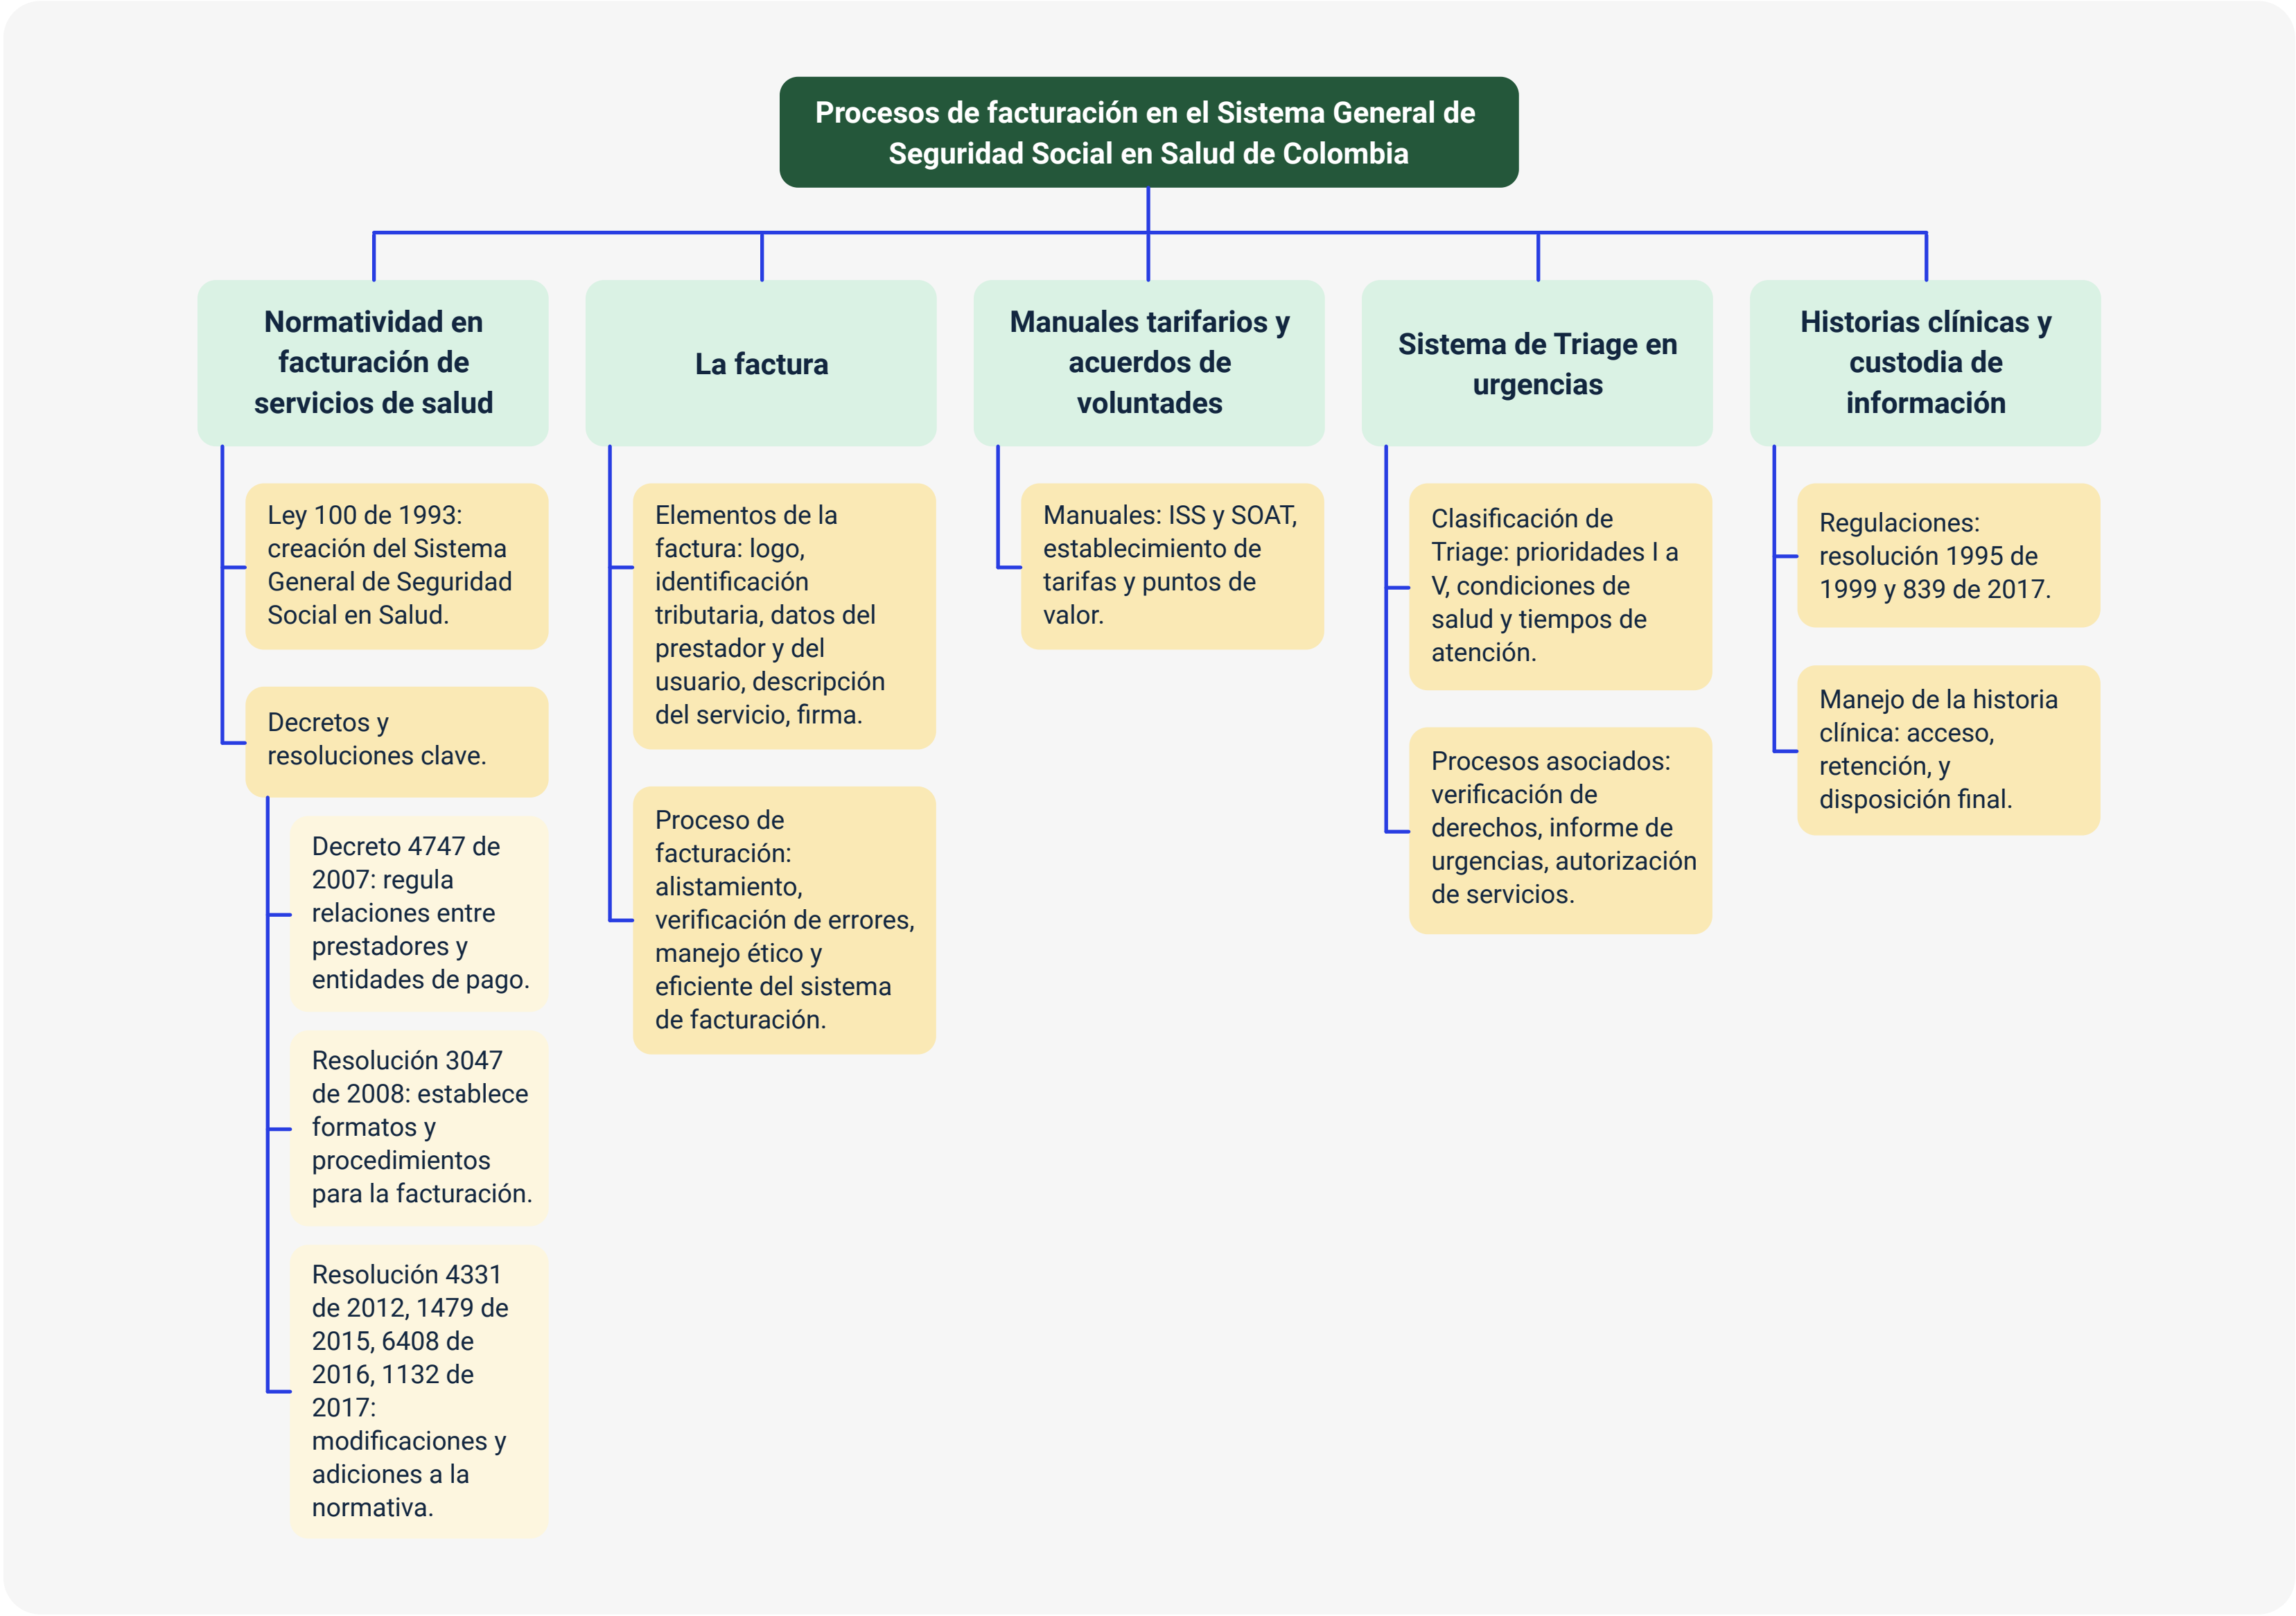 Procesos de facturación en el Sistema General de
Seguridad Social en Salud de Colombia
Normatividad en
facturación de
servicios de salud
Ley 100 de 1993:
creación del Sistema
General de Seguridad
Social en Salud.
Decretos y
resoluciones clave.
Decreto 4747 de
2007: regula
relaciones entre
prestadores y
entidades de pago.
Resolución 3047
de 2008: establece
formatos y
procedimientos
para la facturación.
Resolución 4331
de 2012, 1479 de
2015, 6408 de
2016, 1132 de
2017:
modificaciones y
adiciones a la
normativa.
La factura
Elementos de la
factura: logo,
identificación
tributaria, datos del
prestador y del
usuario, descripción
del servicio, firma.
Proceso de
facturación:
alistamiento,
verificación de errores,
manejo ético y
eficiente del sistema
de facturación.
Manuales tarifarios y
acuerdos de
voluntades
Manuales: ISS y SOAT,
establecimiento de
tarifas y puntos de
valor.
Sistema de Triage en
urgencias
Clasificación de
Triage: prioridades I a
V, condiciones de
salud y tiempos de
atención.
Procesos asociados:
verificación de
derechos, informe de
urgencias, autorización
de servicios.
Historias clínicas y
custodia de
información
Regulaciones:
resolución 1995 de
1999 y 839 de 2017.
Manejo de la historia
clínica: acceso,
retención, y
disposición final.